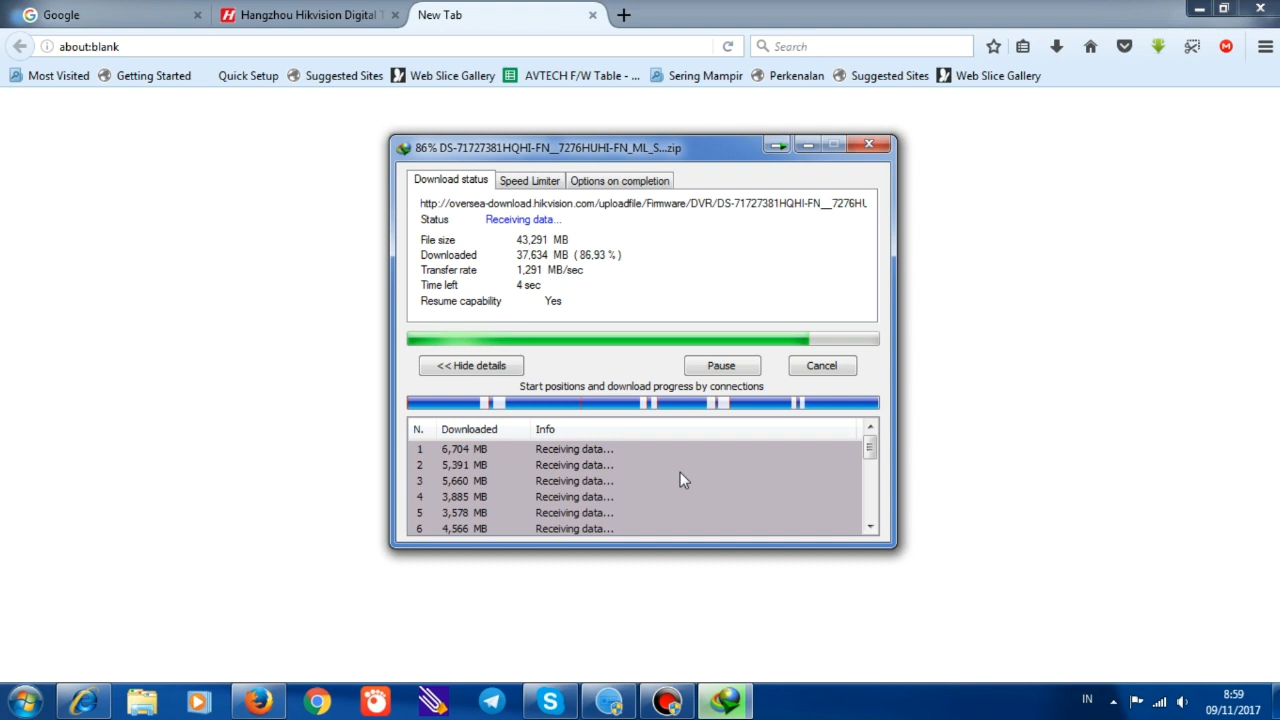 Google
Hangzhou Hikvision Digital T
New Tab
about:blank
Search
Most Visited
Getting Started
Quick Setup
Suggested Sites
Web Slice Gallery
AVTECH F/W Table - ...
Sering Mampir
Perkenalan
Suggested Sites
Web Slice Gallery
86% DS-71727381HQHI-FN__7276HUHI-FN_ML_S...zip
Download status
Speed Limiter
Options on completion
http://oversea-download.hikvision.com/uploadfile/Firmware/DVR/DS-71727381HQHI-FN__7276HU
Status Receiving data...
File size 43,291 MB
Downloaded 37,634 MB ( 86,93 % )
Transfer rate 1,291 MB/sec
Time left 4 sec
Resume capability Yes
<< Hide details
Pause
Cancel
Start positions and download progress by connections
N. Downloaded Info
1 6,704 MB Receiving data...
2 5,391 MB Receiving data...
3 5,660 MB Receiving data...
4 3,885 MB Receiving data...
5 3,578 MB Receiving data...
6 4,566 MB Receiving data...
IN
8:59
09/11/2017